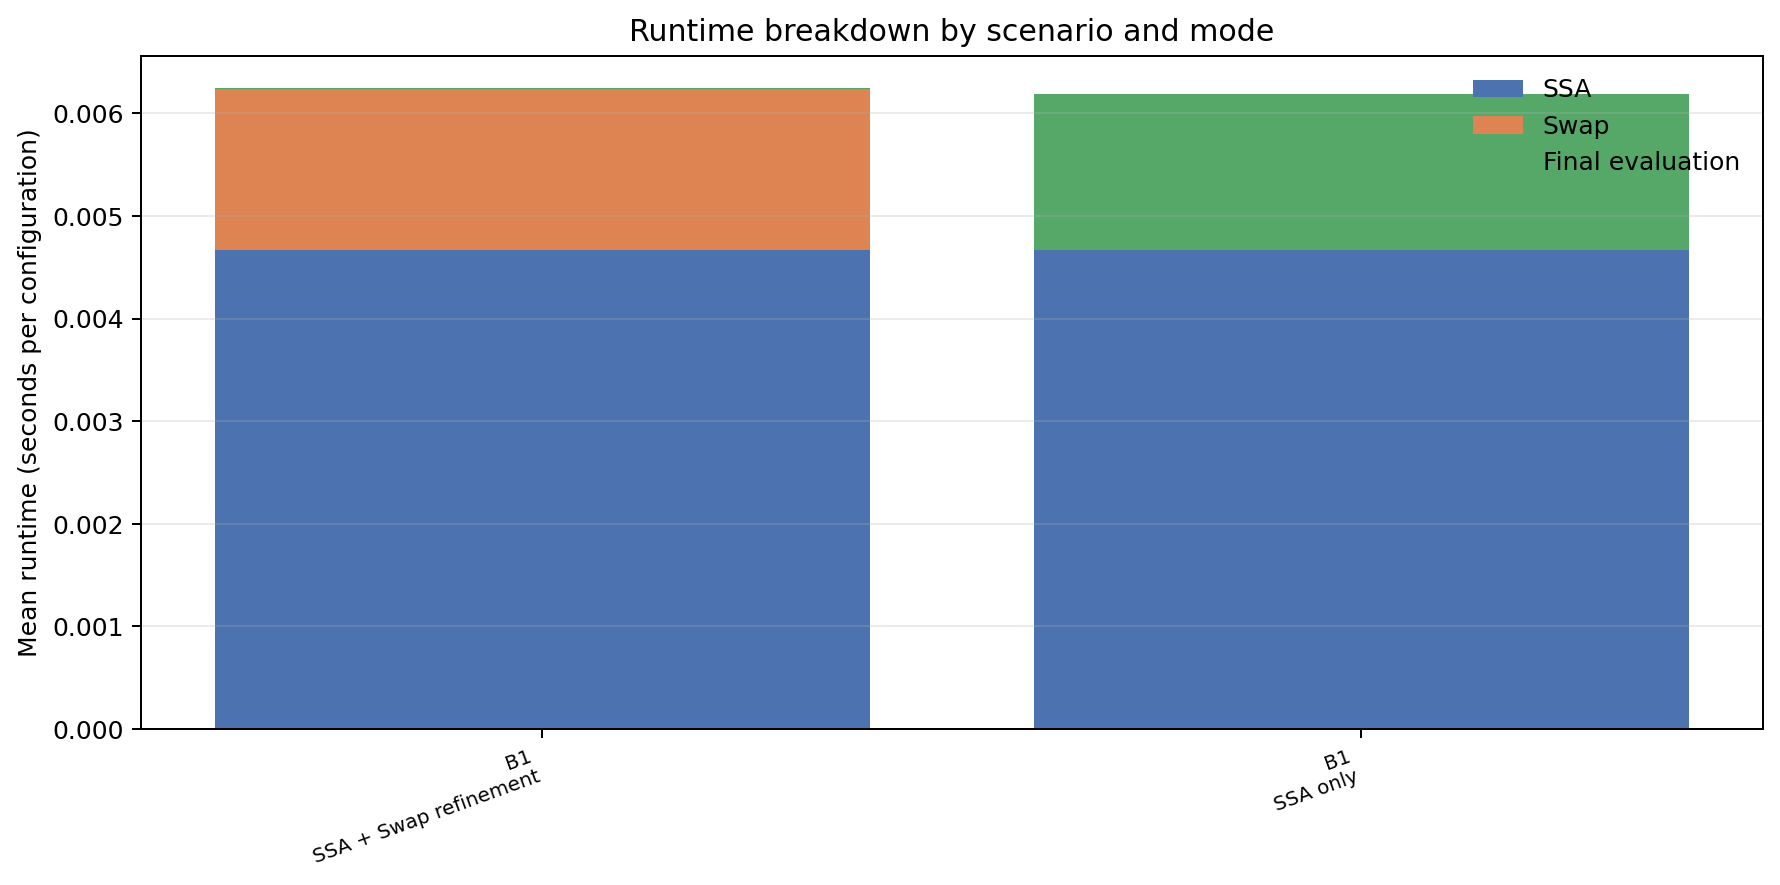 Runtime breakdown by scenario and mode
Mean runtime (seconds per configuration)
0.006
0.005
0.004
0.003
0.002
0.001
0.000
SSA
Swap
Final evaluation
B1
SSA + Swap refinement
B1
SSA only